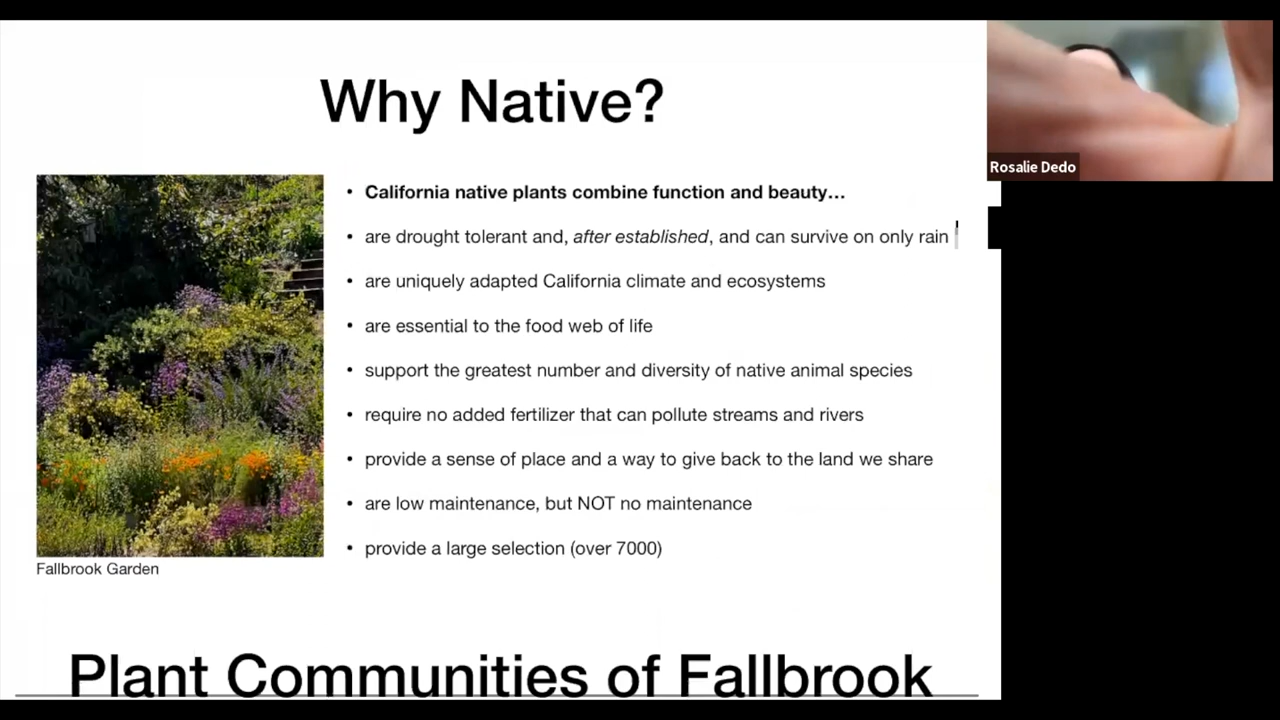 Why Native?
• California native plants combine function and beauty…
• are drought tolerant and, after established, and can survive on only rain
• are uniquely adapted California climate and ecosystems
• are essential to the food web of life
• support the greatest number and diversity of native animal species
• require no added fertilizer that can pollute streams and rivers
• provide a sense of place and a way to give back to the land we share
• are low maintenance, but NOT no maintenance
• provide a large selection (over 7000)
Fallbrook Garden
Plant Communities of Fallbrook
Rosalie Dedo